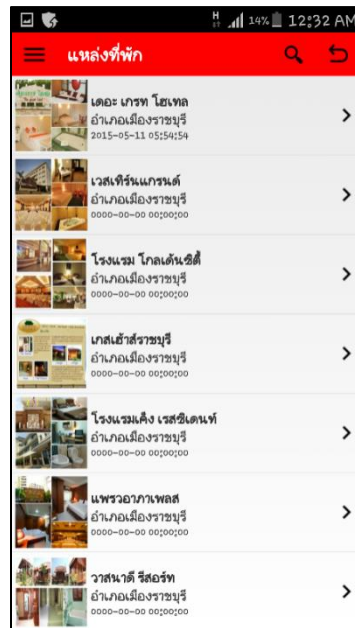 H 14% 12:32 AM
แหล่งที่พัก
เดอะ เกรท โฮเทล
อำเภอเมืองราชบุรี
2015-05-11 05:54:54
เวสเทิร์นแกรนด์
อำเภอเมืองราชบุรี
0000-00-00 00:00:00
โรงแรม โกลเด้นซิตี้
อำเภอเมืองราชบุรี
0000-00-00 00:00:00
เกสเฮ้าส์ราชบุรี
อำเภอเมืองราชบุรี
0000-00-00 00:00:00
โรงแรมเค็ง เรสซิเดนท์
อำเภอเมืองราชบุรี
0000-00-00 00:00:00
แพรวอาภาเพลส
อำเภอเมืองราชบุรี
0000-00-00 00:00:00
วาสนาดี รีสอร์ท
อำเภอเมืองราชบุรี
0000-00-00 00:00:00